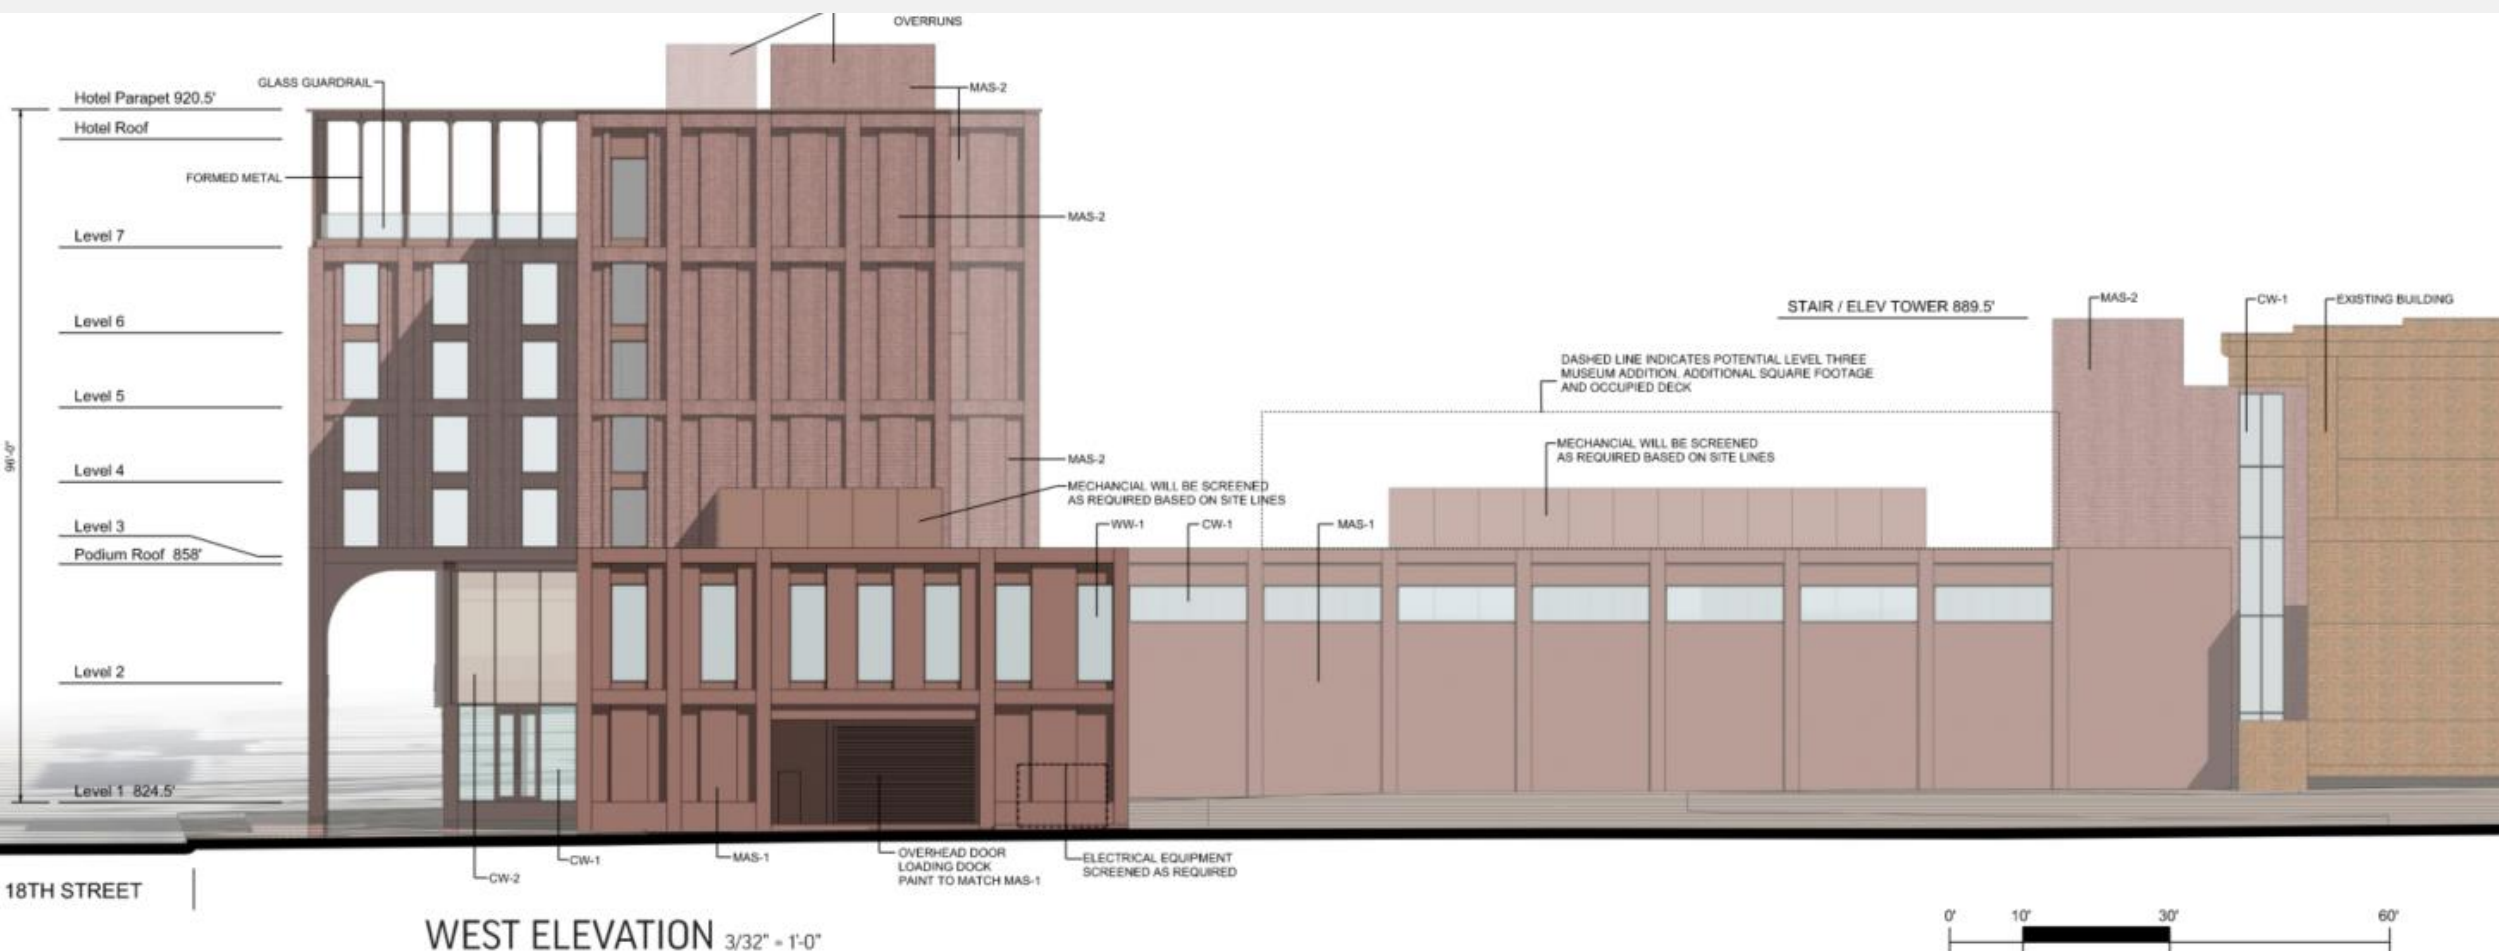 OVERRUNS
GLASS GUARDRAIL
MAS-2
Hotel Parapet 920.5'
Hotel Roof
FORMED METAL
MAS-2
Level 7
Level 6
STAIR / ELEV TOWER 889.5'
MAS-2
CW-1
EXISTING BUILDING
DASHED LINE INDICATES POTENTIAL LEVEL THREE
MUSEUM ADDITION. ADDITIONAL SQUARE FOOTAGE
AND OCCUPIED DECK
Level 5
96'-0"
MECHANCIAL WILL BE SCREENED
AS REQUIRED BASED ON SITE LINES
MAS-2
Level 4
MECHANCIAL WILL BE SCREENED
AS REQUIRED BASED ON SITE LINES
Level 3
WW-1
CW-1
MAS-1
Podium Roof 858'
Level 2
Level 1 824.5'
CW-2
CW-1
MAS-1
OVERHEAD DOOR
LOADING DOCK
PAINT TO MATCH MAS-1
ELECTRICAL EQUIPMENT
SCREENED AS REQUIRED
18TH STREET
WEST ELEVATION 3/32" = 1'-0"
0' 10' 30' 60'